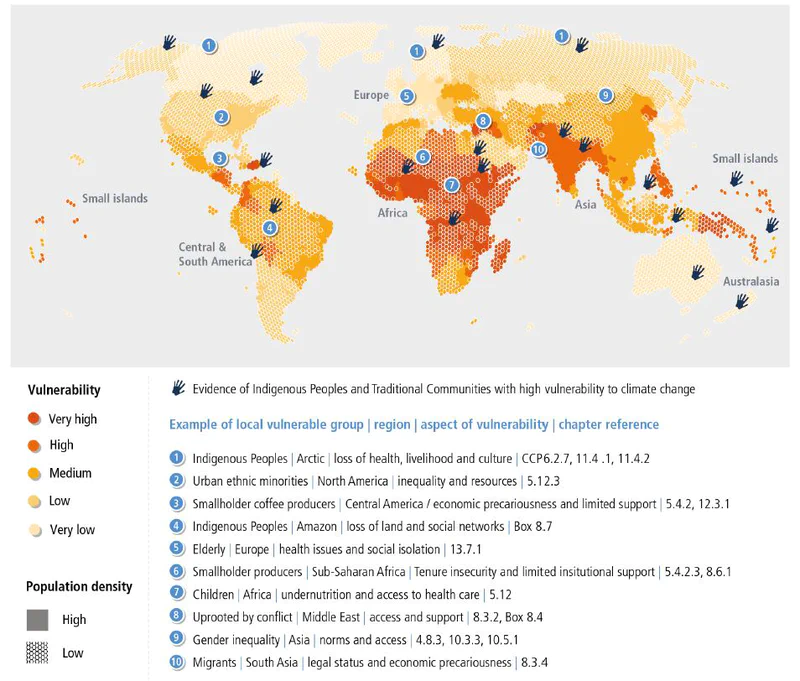 1
1
1
Europe
5
9
2
8
3
6
10
Small islands
7
Small islands
Africa
Asia
4
Central &
South America
Australasia
Vulnerability
Very high
High
Medium
Low
Very low
Population density
High
Low
Evidence of Indigenous Peoples and Traditional Communities with high vulnerability to climate change
Example of local vulnerable group | region | aspect of vulnerability | chapter reference
1 Indigenous Peoples | Arctic | loss of health, livelihood and culture | CCP6.2.7, 11.4 .1, 11.4.2
2 Urban ethnic minorities | North America | inequality and resources | 5.12.3
3 Smallholder coffee producers | Central America / economic precariousness and limited support | 5.4.2, 12.3.1
4 Indigenous Peoples | Amazon | loss of land and social networks | Box 8.7
5 Elderly | Europe | health issues and social isolation | 13.7.1
6 Smallholder producers | Sub-Saharan Africa | Tenure insecurity and limited insitutional support | 5.4.2.3, 8.6.1
7 Children | Africa | undernutrition and access to health care | 5.12
8 Uprooted by conflict | Middle East | access and support | 8.3.2, Box 8.4
9 Gender inequality | Asia | norms and access | 4.8.3, 10.3.3, 10.5.1
10 Migrants | South Asia | legal status and economic precariousness | 8.3.4